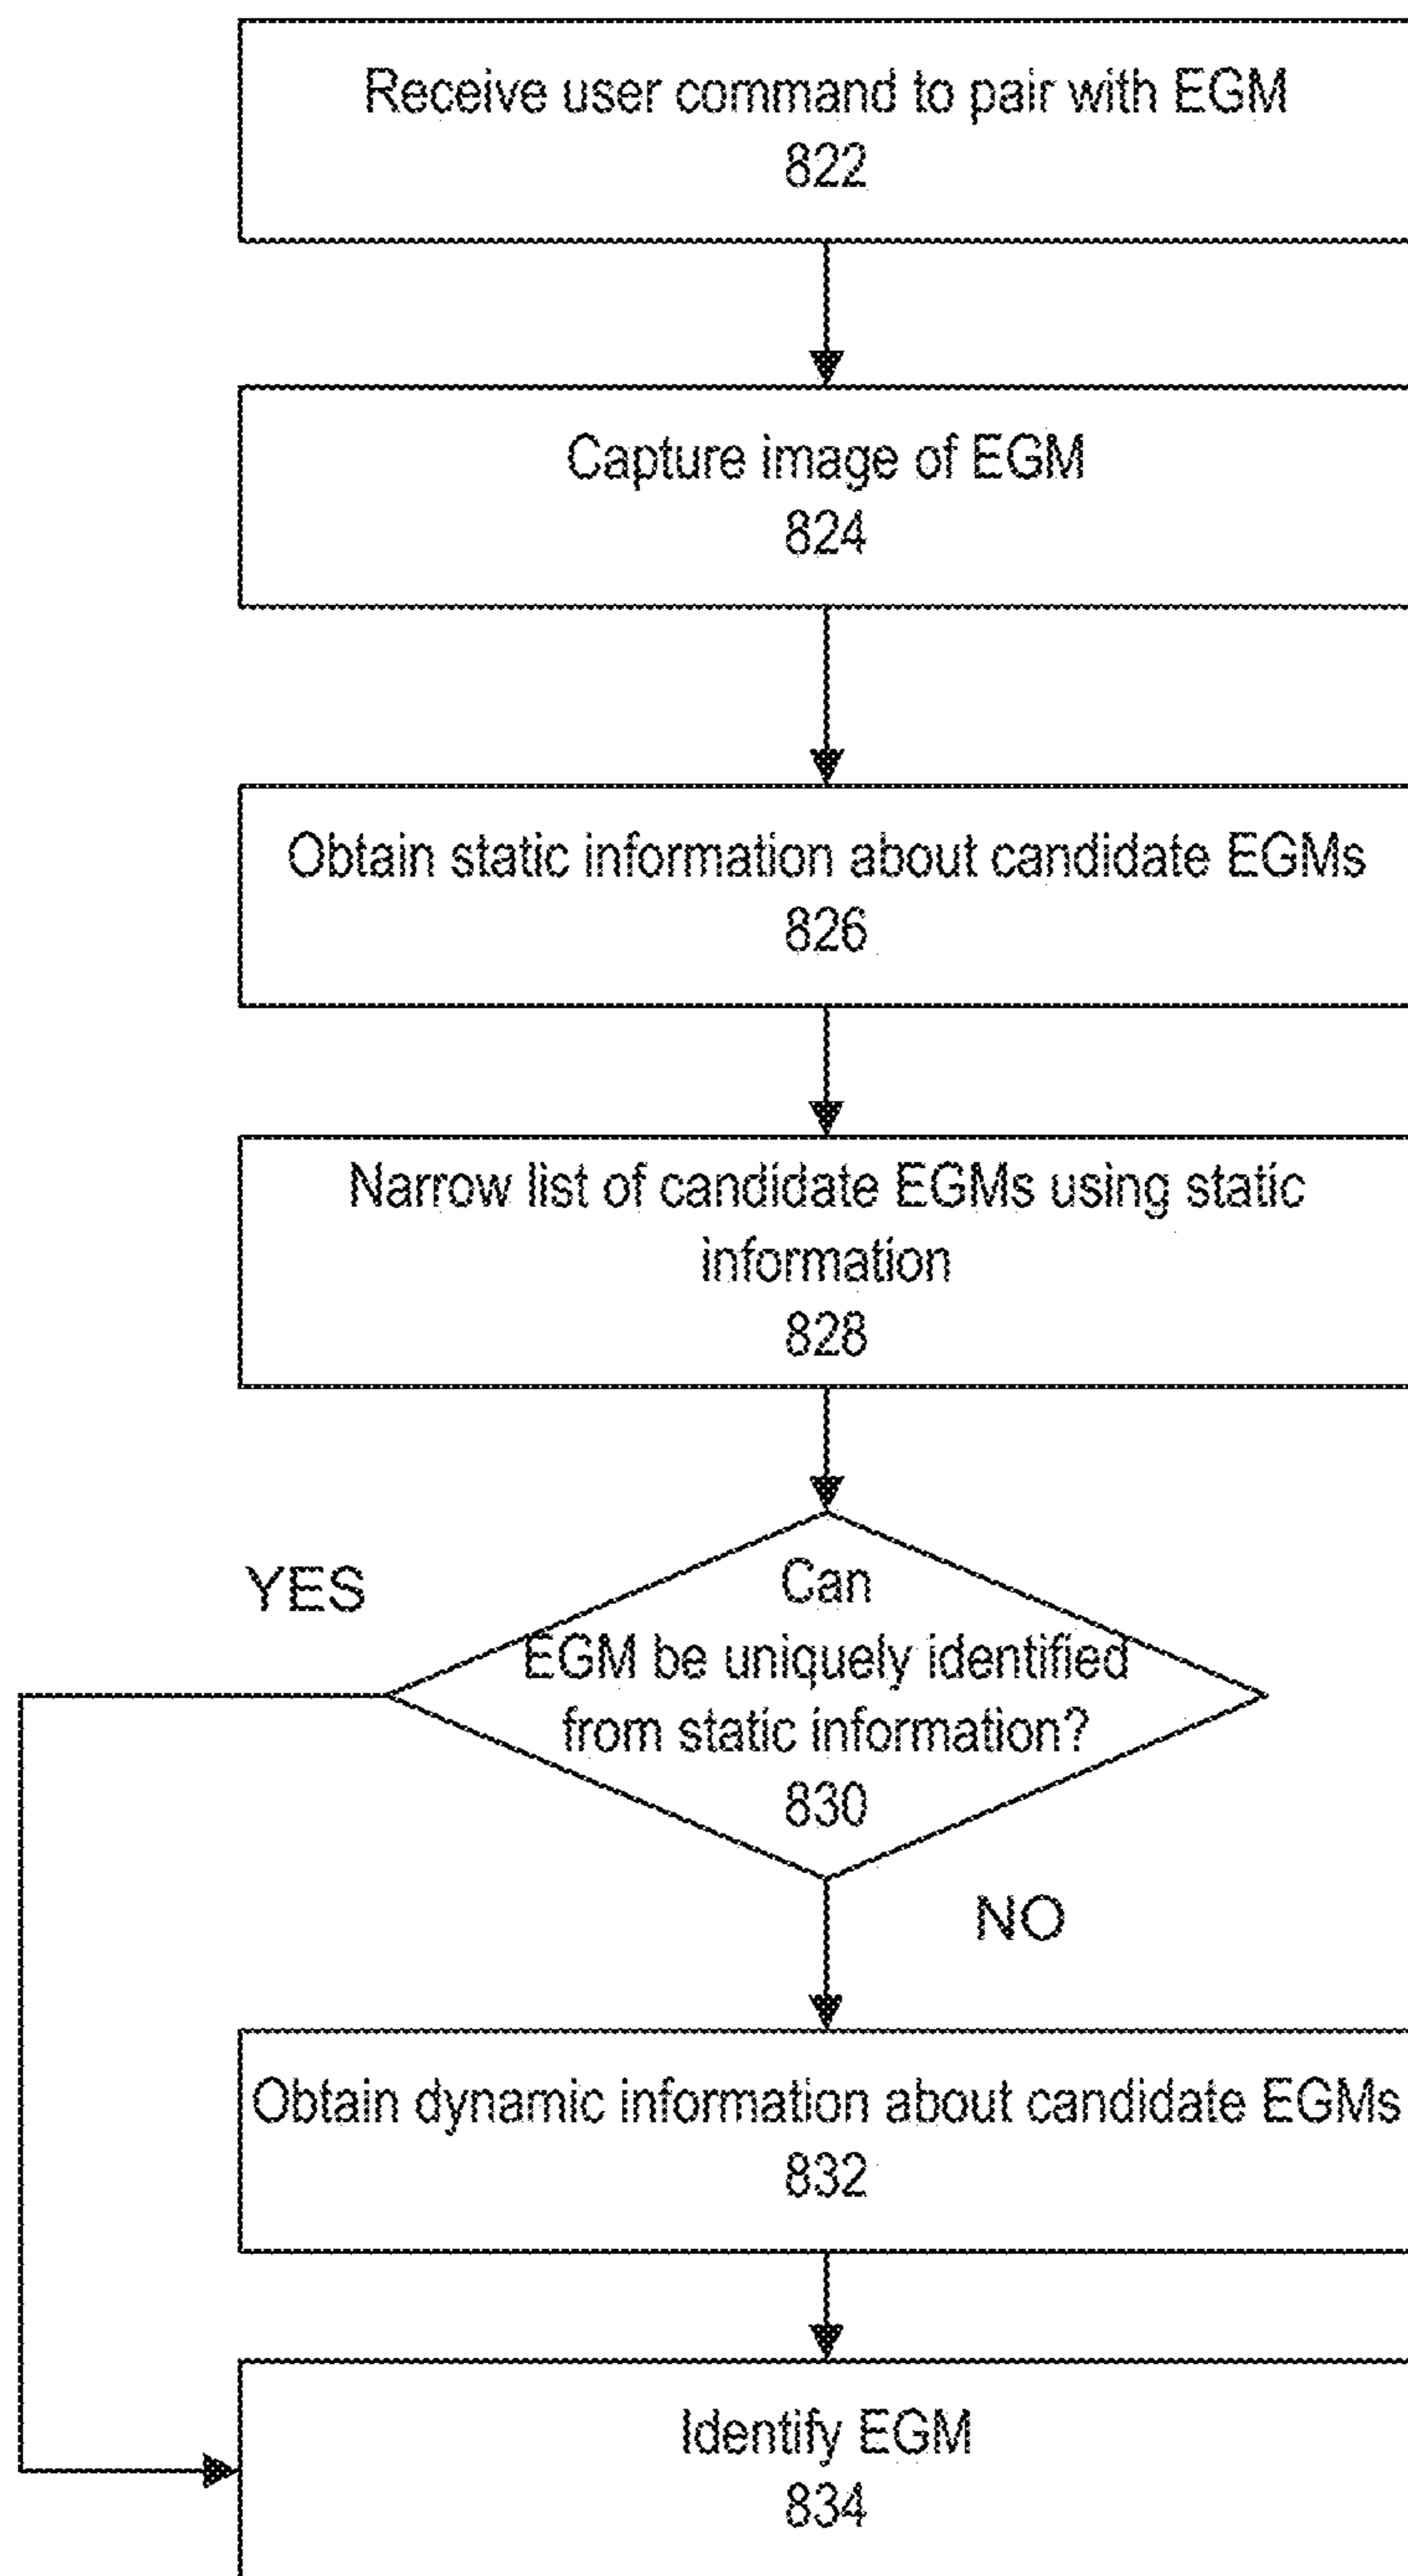 Receive user command to pair with EGM
822
Capture image of EGM
824
Obtain static information about candidate EGMs
826
Narrow list of candidate EGMs using static
information
828
Can
YES
EGM be uniquely identified
from static information?
830
NO
Obtain dynamic information about candidate EGMs
832
Identify EGM
834